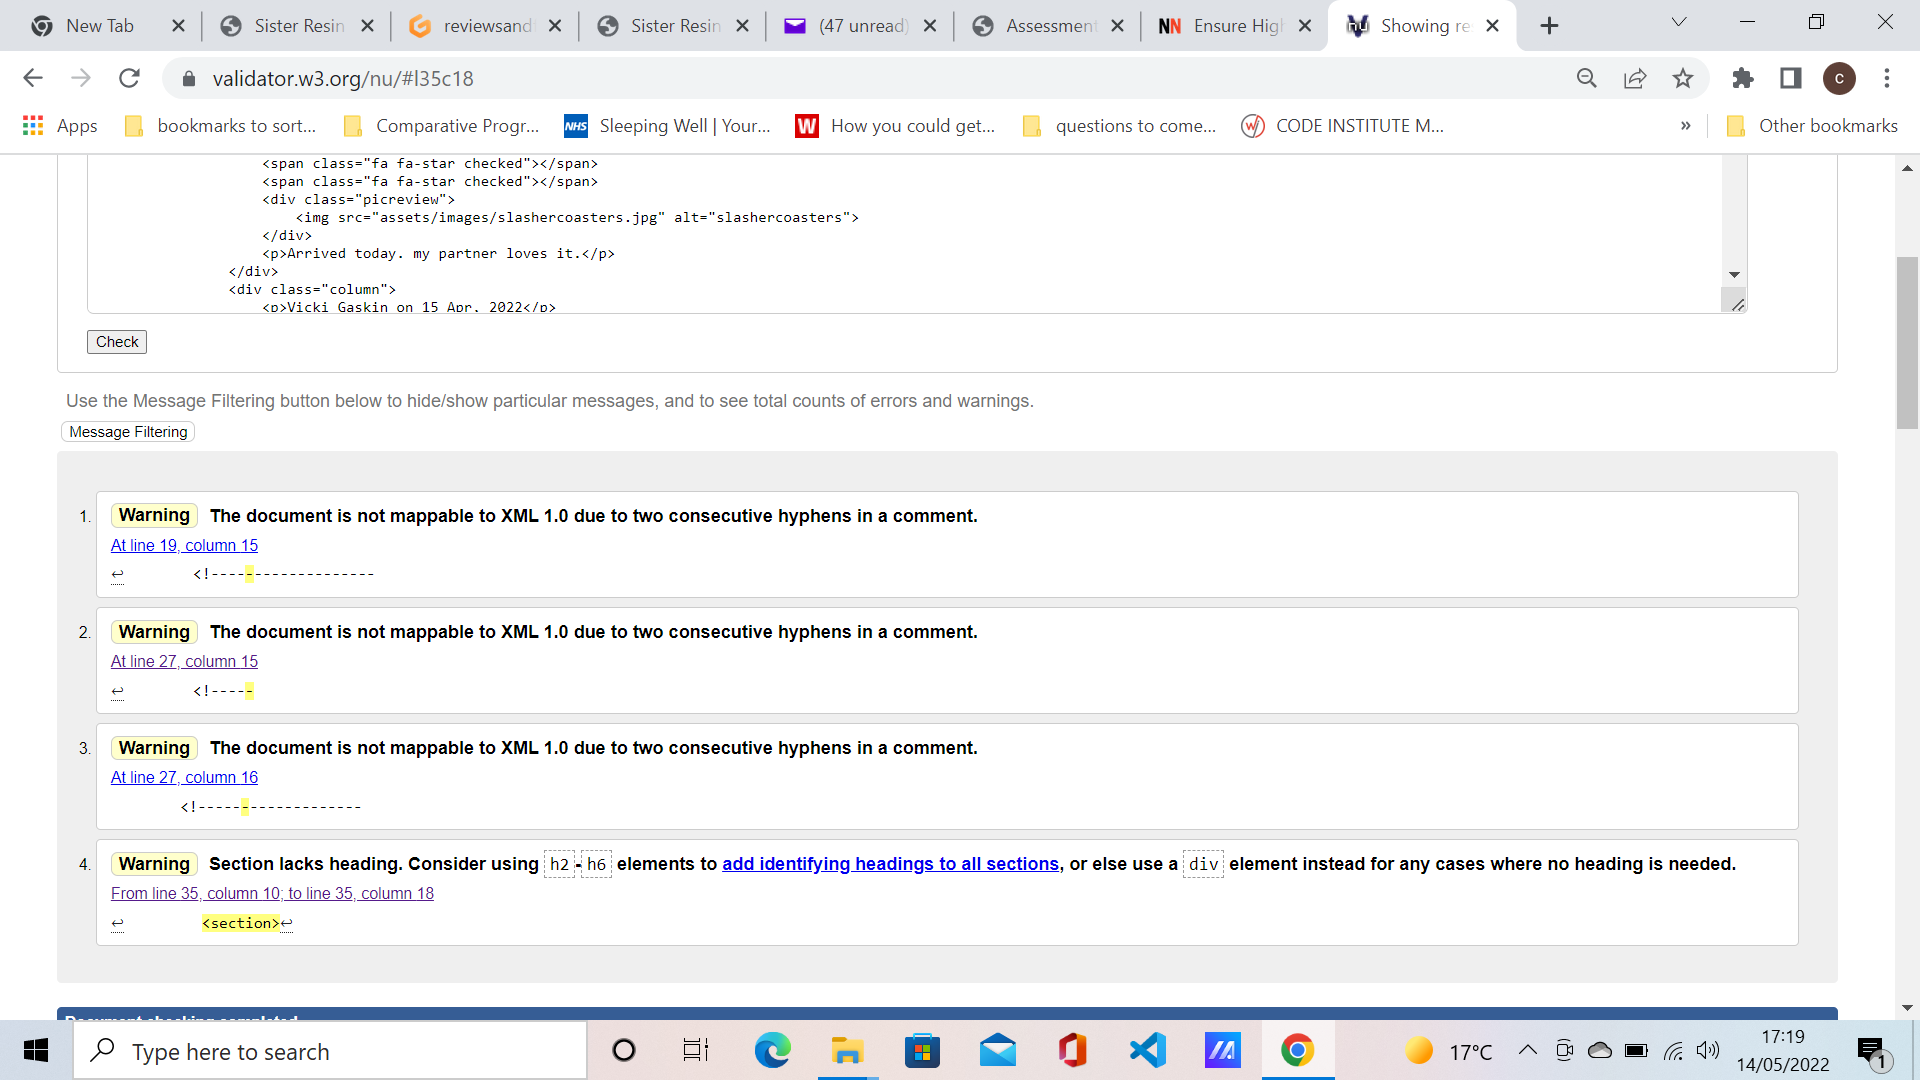 New Tab
Sister Resin
reviewsand
Sister Resin
(47 unread)
Assessment
NN Ensure High
nu Showing re
validator.w3.org/nu/#l35c18
c
Apps
bookmarks to sort...
Comparative Progr...
NHS Sleeping Well | Your...
W How you could get...
questions to come...
CODE INSTITUTE M...
»
Other bookmarks
<span class="fa fa-star checked"></span>
<span class="fa fa-star checked"></span>
<div class="picreview">
<img src="assets/images/slashercoasters.jpg" alt="slashercoasters">
</div>
<p>Arrived today. my partner loves it.</p>
</div>
<div class="column">
<p>Vicki Gaskin on 15 Apr. 2022</p>
Check
Use the Message Filtering button below to hide/show particular messages, and to see total counts of errors and warnings.
Message Filtering
1. Warning The document is not mappable to XML 1.0 due to two consecutive hyphens in a comment.
At line 19, column 15
↩ <!-------------------
2. Warning The document is not mappable to XML 1.0 due to two consecutive hyphens in a comment.
At line 27, column 15
↩ <!-----
3. Warning The document is not mappable to XML 1.0 due to two consecutive hyphens in a comment.
At line 27, column 16
<!-------------------
4. Warning Section lacks heading. Consider using h2-h6 elements to add identifying headings to all sections, or else use a div element instead for any cases where no heading is needed.
From line 35, column 10; to line 35, column 18
↩ <section>↩
Document checking completed.
Type here to search
17°C
17:19
14/05/2022
1